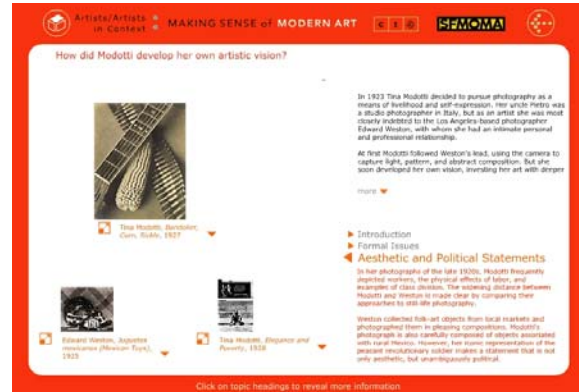 Artists/Artists
in Context
MAKING SENSE of MODERN ART
SFMOMA
How did Modotti develop her own artistic vision?
In 1923 Tina Modotti decided to pursue photography as a
means of livelihood and self-expression. Her uncle Pietro was
a studio photographer in Italy, but as an artist she was most
closely indebted to the Los Angeles-based photographer
Edward Weston, with whom she had an intimate personal
and professional relationship.
At first Modotti followed Weston's lead, using the camera to
capture light, pattern, and abstract composition. But she
soon developed her own vision, investing her art with deeper
more
Tina Modotti, Bandolier,
Corn, Sickle, 1927
Introduction
Formal Issues
Aesthetic and Political Statements
In her photographs of the late 1920s, Modotti frequently
depicted workers, the physical effects of labor, and
examples of class division. The widening distance between
Modotti and Weston is made clear by comparing their
approaches to still-life photography.
Weston collected folk-art objects from local markets and
photographed them in pleasing compositions. Modotti's
photograph is also carefully composed of objects associated
with rural Mexico. However, her iconic representation of the
peasant revolutionary soldier makes a statement that is not
only aesthetic, but unambiguously political.
Edward Weston, Juguetes
mexicanos (Mexican Toys),
1925
Tina Modotti, Elegance and
Poverty, 1928
Click on topic headings to reveal more information